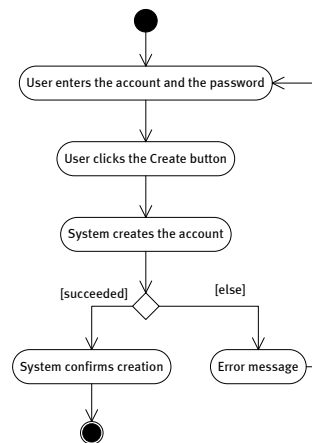 User enters the account and the password
User clicks the Create button
System creates the account
[succeeded]
[else]
System confirms creation
Error message